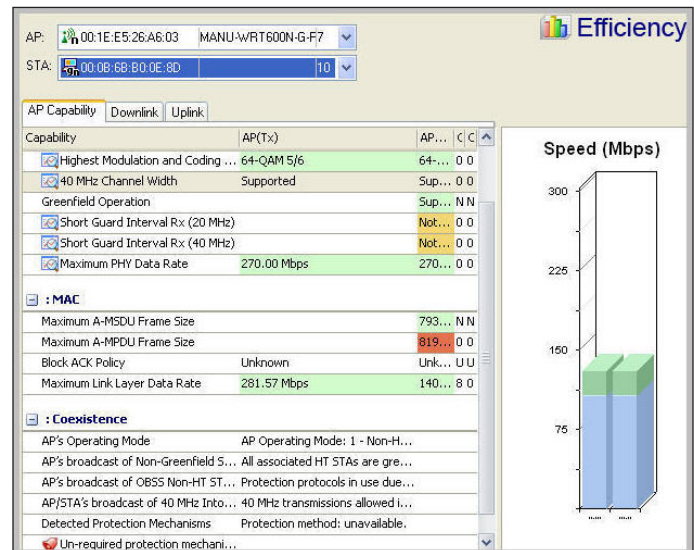 Efficiency
AP: 00:1E:E5:26:A6:03 MANU-WRT600N-G-F 7
STA: 00:0B:6B:B0:0E:8D 10
AP Capability Downlink Uplink
Capability AP(Tx) AP... C C
Highest Modulation and Coding ... 64-QAM 5/6 64-... 0 0
40 MHz Channel Width Supported Sup... 0 0
Greenfield Operation Sup... N N
Short Guard Interval Rx (20 MHz) Not... 0 0
Short Guard Interval Rx (40 MHz) Not... 0 0
Maximum PHY Data Rate 270.00 Mbps 270... 0 0
: MAC
Maximum A-MSDU Frame Size 793... N N
Maximum A-MPDU Frame Size 819... 0 0
Block ACK Policy Unknown Unk... U U
Maximum Link Layer Data Rate 281.57 Mbps 140... 8 0
: Coexistence
AP's Operating Mode AP Operating Mode: 1 - Non-H...
AP's broadcast of Non-Greenfield S... All associated HT STAs are gre...
AP's broadcast of OBSS Non-HT ST... Protection protocols in use due...
AP/STA's broadcast of 40 MHz Into... 40 MHz transmissions allowed i...
Detected Protection Mechanisms Protection method: unavailable.
Un-required protection mechani...
Speed (Mbps)
300
225
150
75